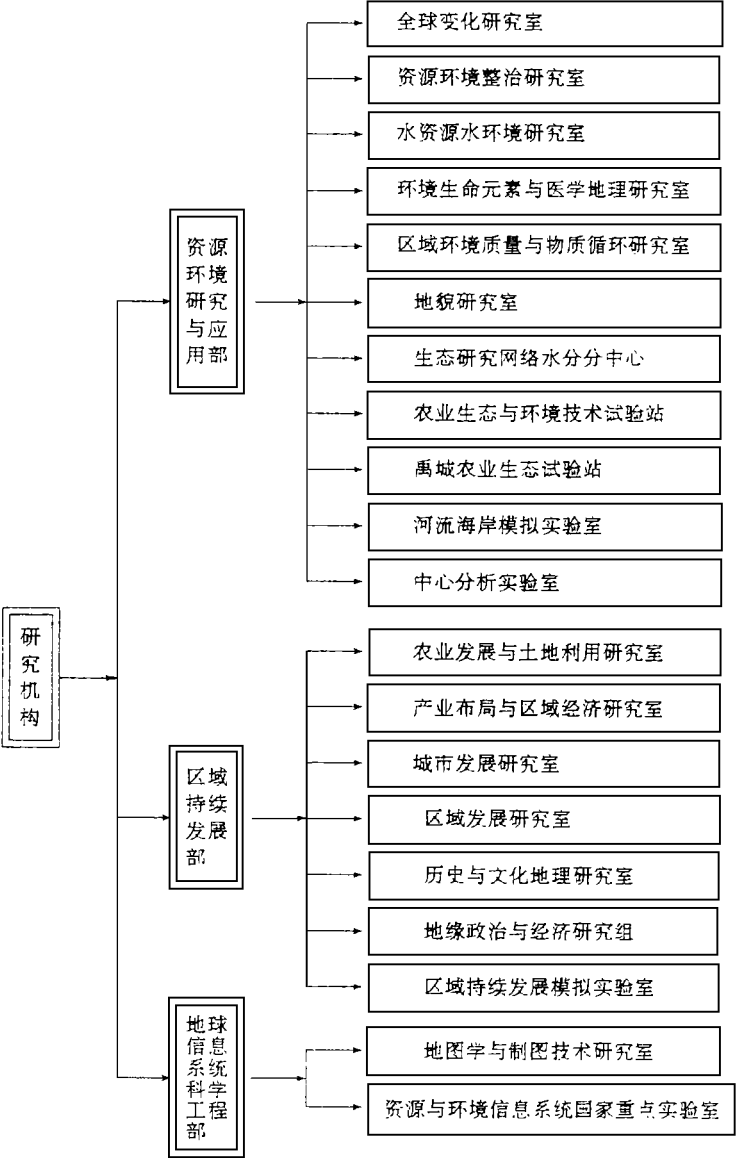 全球变化研究室
资源环境整治研究室
水资源水环境研究室
环境生命元素与医学地理研究室
区域环境质量与物质循环研究室
地貌研究室
生态研究网络水分分中心
农业生态与环境技术试验站
禹城农业生态试验站
河流海岸模拟实验室
中心分析实验室
资源
环境
研究
与应
用部
研
究
机
构
农业发展与土地利用研究室
产业布局与区域经济研究室
城市发展研究室
区域发展研究室
历史与文化地理研究室
地缘政治与经济研究组
区域持续发展模拟实验室
区域
持续
发展
部
地图学与制图技术研究室
资源与环境信息系统国家重点实验室
地球
信息
系统
科学
工程
部